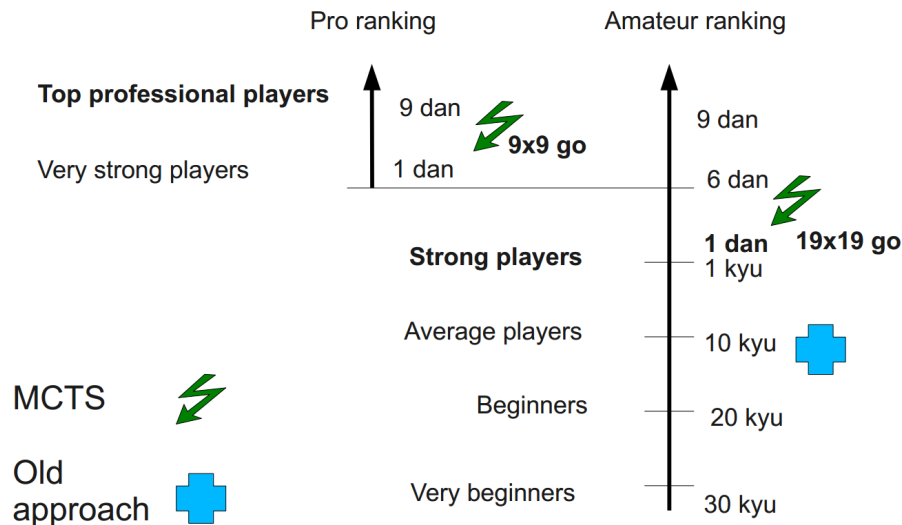 Pro ranking
Amateur ranking
Top professional players
9 dan
9x9 go
9 dan
Very strong players
1 dan
6 dan
Strong players
1 dan
19x19 go
1 kyu
Average players
10 kyu
MCTS
Beginners
20 kyu
Old
approach
Very beginners
30 kyu